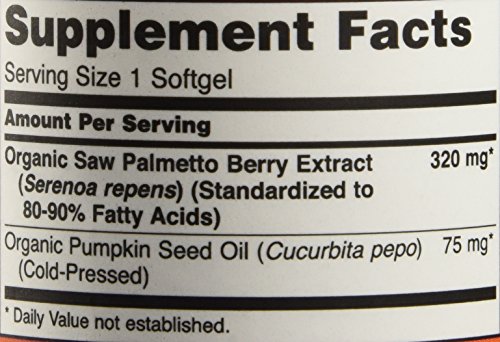 Supplement Facts
Serving Size 1 Softgel
Amount Per Serving
Organic Saw Palmetto Berry Extract 320 mg*
(Serenoa repens) (Standardized to
80-90% Fatty Acids)
Organic Pumpkin Seed Oil (Cucurbita pepo) 75 mg*
(Cold-Pressed)
* Daily Value not established.